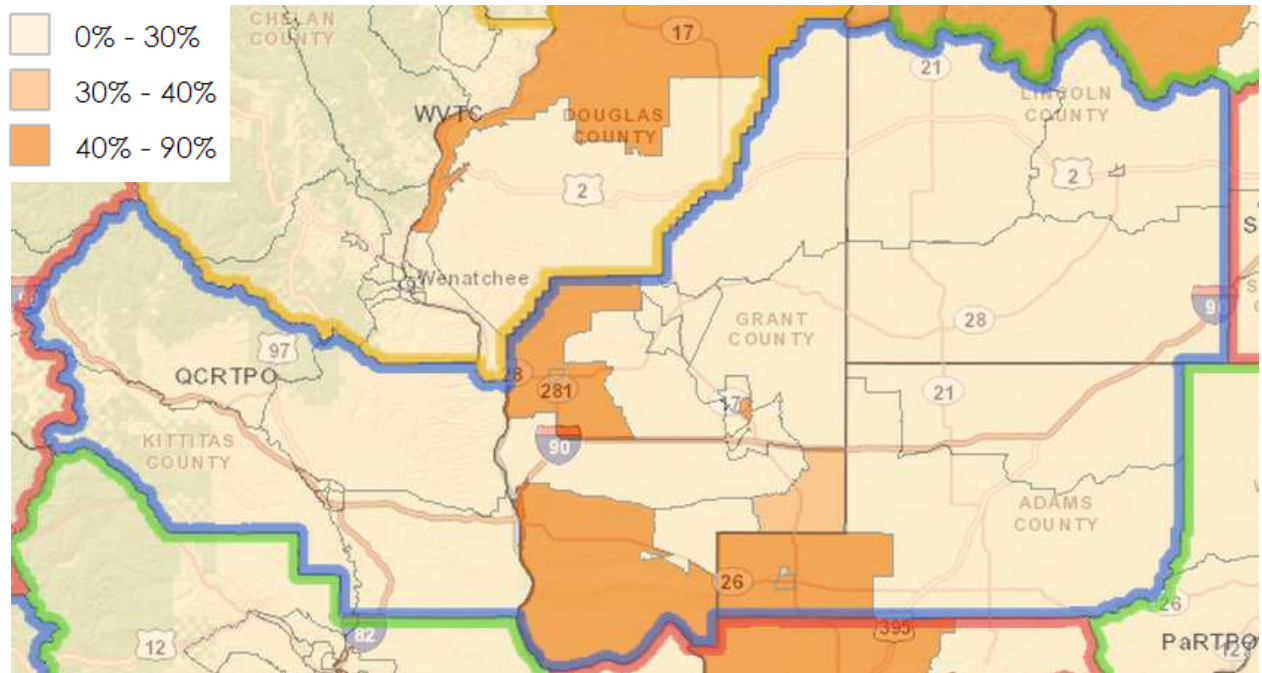 0% - 30%
30% - 40%
40% - 90%
CHELAN
COUNTY
17
21
WVTC
DOUGLAS
COUNTY
LINCOLN
COUNTY
2
2
Wenatchee
90
GRANT
COUNTY
28
97
QCRTPO
28
281
17
21
KITTITAS
COUNTY
90
ADAMS
COUNTY
26
26
82
395
12
PaRTPO
12